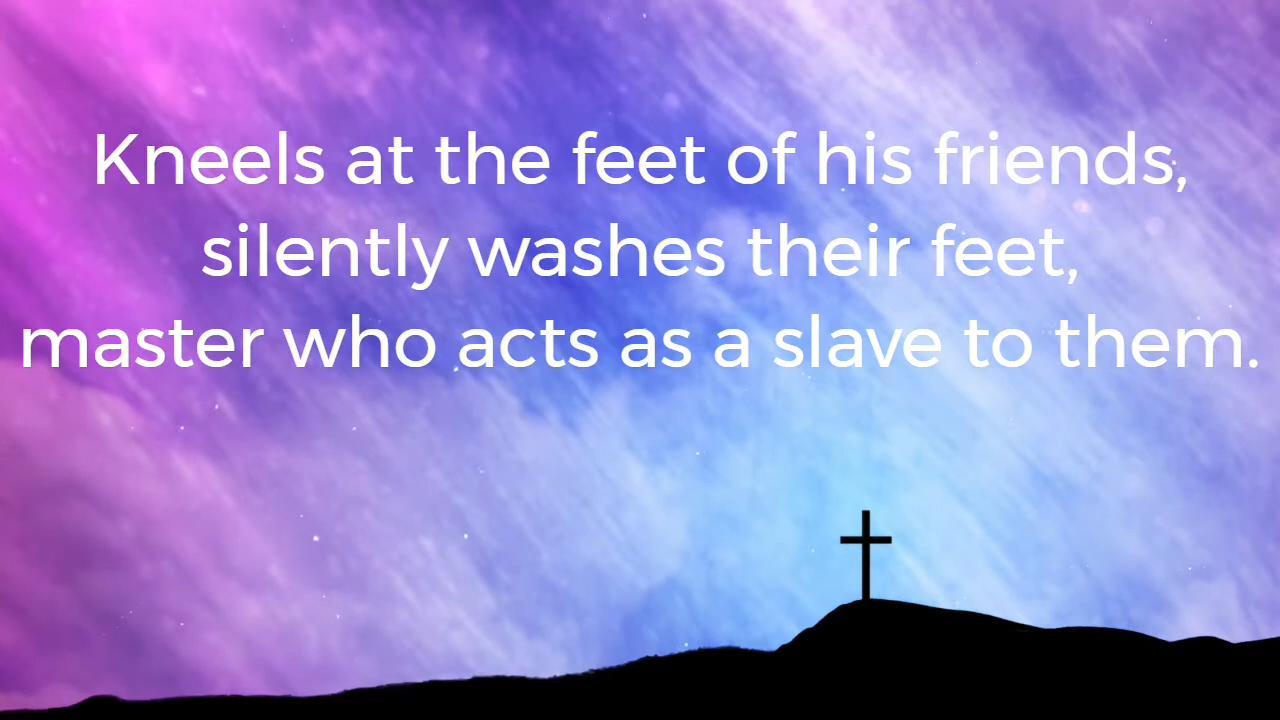 Kneels at the feet of his friends,
silently washes their feet,
master who acts as a slave to them.